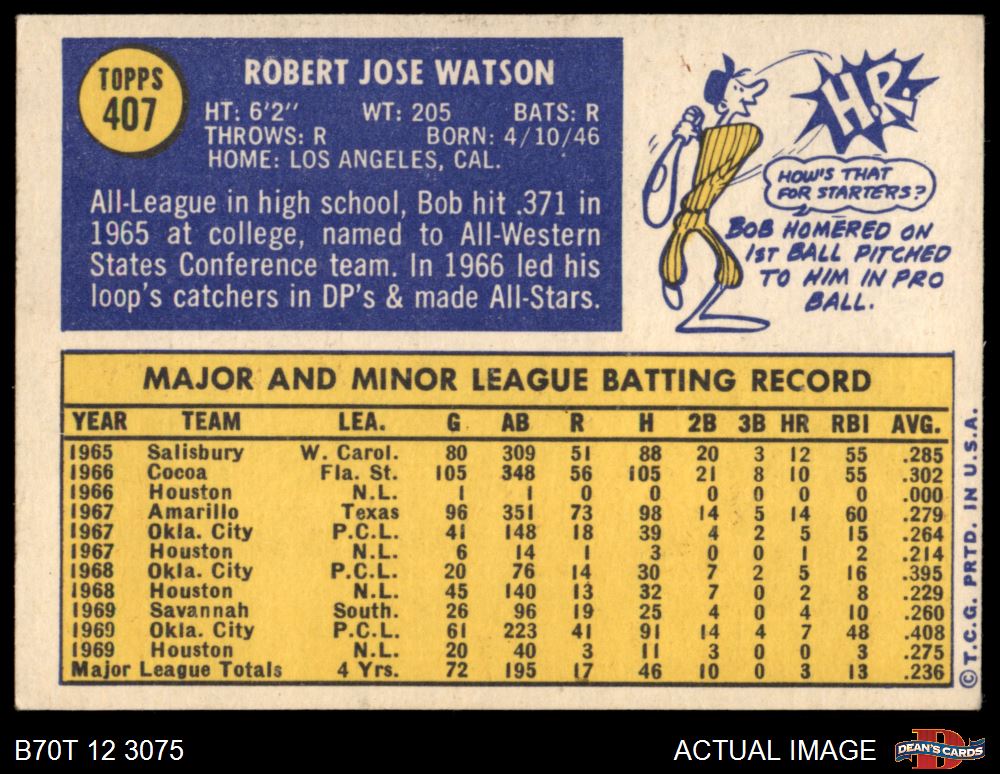 TOPPS
407
ROBERT JOSE WATSON
HT: 6'2" WT: 205 BATS: R
THROWS: R BORN: 4/10/46
HOME: LOS ANGELES, CAL.
All-League in high school, Bob hit .371 in
1965 at college, named to All-Western
States Conference team. In 1966 led his
loop's catchers in DP's & made All-Stars.
H.R.
HOW'S THAT
FOR STARTERS?
BOB HOMERED ON
1ST BALL PITCHED
TO HIM IN PRO
BALL.
MAJOR AND MINOR LEAGUE BATTING RECORD
YEAR TEAM LEA. G AB R H 2B 3B HR RBI AVG.
1965 Salisbury W. Carol. 80 309 51 88 20 3 12 55 .285
1966 Cocoa Fla. St. 105 348 56 105 21 8 10 55 .302
1966 Houston N.L. 1 1 0 0 0 0 0 0 .000
1967 Amarillo Texas 96 351 73 98 14 5 14 60 .279
1967 Okla. City P.C.L. 41 148 18 39 4 2 5 15 .264
1967 Houston N.L. 6 14 1 3 0 0 1 2 .214
1968 Okla. City P.C.L. 20 76 14 30 7 2 5 16 .395
1968 Houston N.L. 45 140 13 32 7 0 2 8 .229
1969 Savannah South. 26 96 19 25 4 0 4 10 .260
1969 Okla. City P.C.L. 61 223 41 91 14 4 7 48 .408
1969 Houston N.L. 20 40 3 11 3 0 0 3 .275
Major League Totals 4 Yrs. 72 195 17 46 10 0 3 13 .236
©T.C.G. PRTD. IN U.S.A.
B70T 12 3075
ACTUAL IMAGE
DEAN'S CARDS